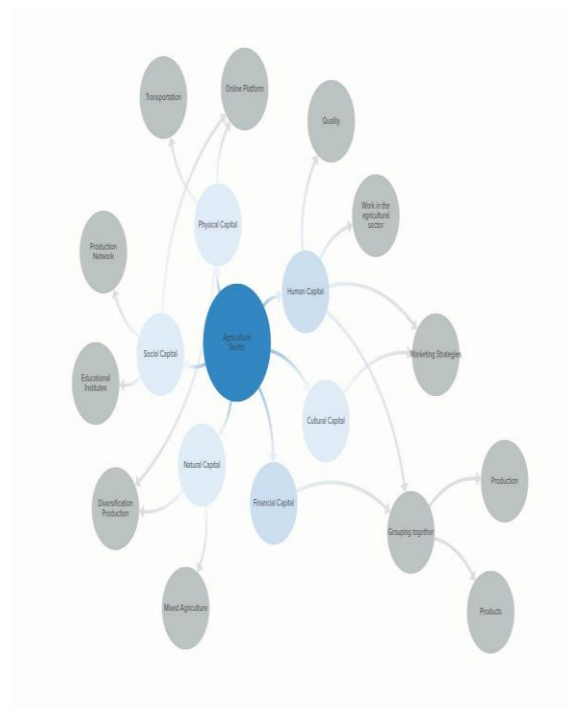 Online Platform
Transportation
Quality
Work in the
agricultural
sector
Physical Capital
Production
Network
Human Capital
Agricultural
Sector
Social Capital
Marketing Strategies
Educational
Institutes
Cultural Capital
Natural Capital
Production
Financial Capital
Diversification
Production
Grouping together
Mixed Agriculture
Products